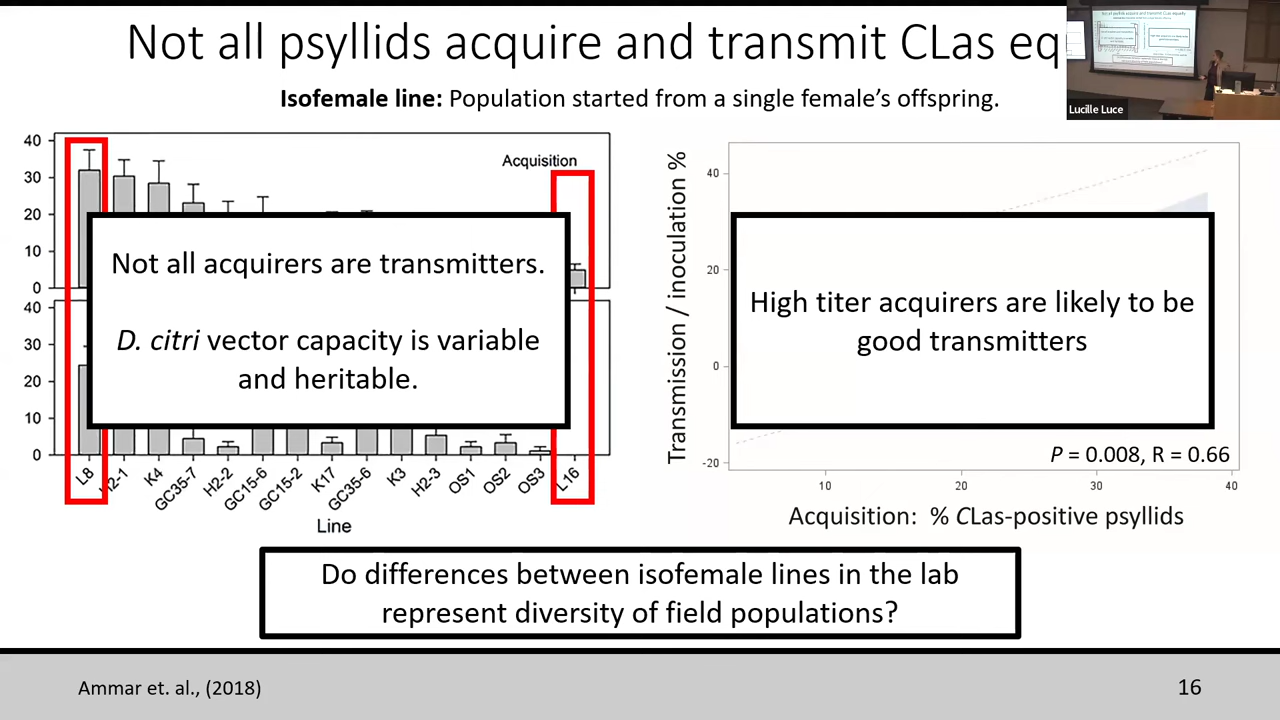 Not all psyllids acquire and transmit CLas eq
Lucille Luce
Isofemale line: Population started from a single female's offspring.
Acquisition
40
30
20
10
0
40
30
20
10
0
Not all acquirers are transmitters.
D. citri vector capacity is variable
and heritable.
L8
H2-1
K4
GC35-7
H2-2
GC15-6
GC15-2
K17
GC35-6
K3
H2-3
OS1
OS2
OS3
L16
Line
Transmission / inoculation %
40
20
0
-20
High titer acquirers are likely to be
good transmitters
P = 0.008, R = 0.66
10
20
30
40
Acquisition: % CLas-positive psyllids
Do differences between isofemale lines in the lab
represent diversity of field populations?
Ammar et. al., (2018)
16